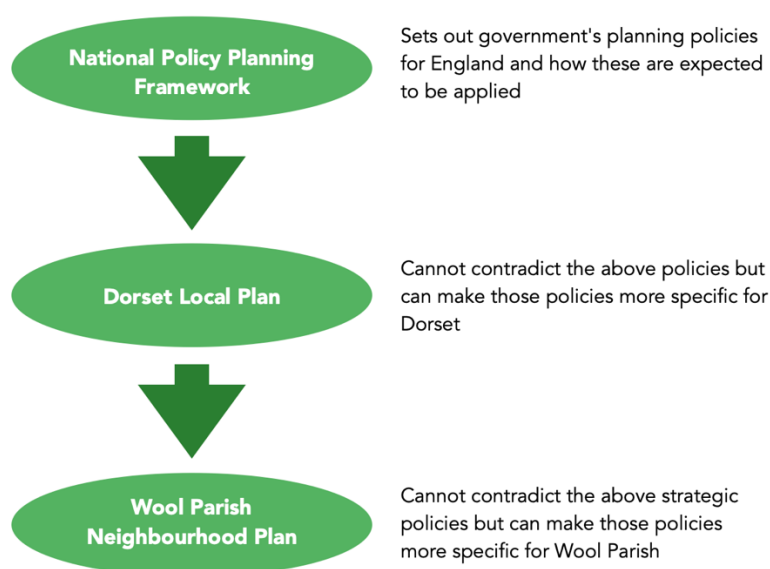 National Policy Planning
Framework
Sets out government's planning policies
for England and how these are expected
to be applied
Dorset Local Plan
Cannot contradict the above policies but
can make those policies more specific for
Dorset
Wool Parish
Neighbourhood Plan
Cannot contradict the above strategic
policies but can make those policies
more specific for Wool Parish